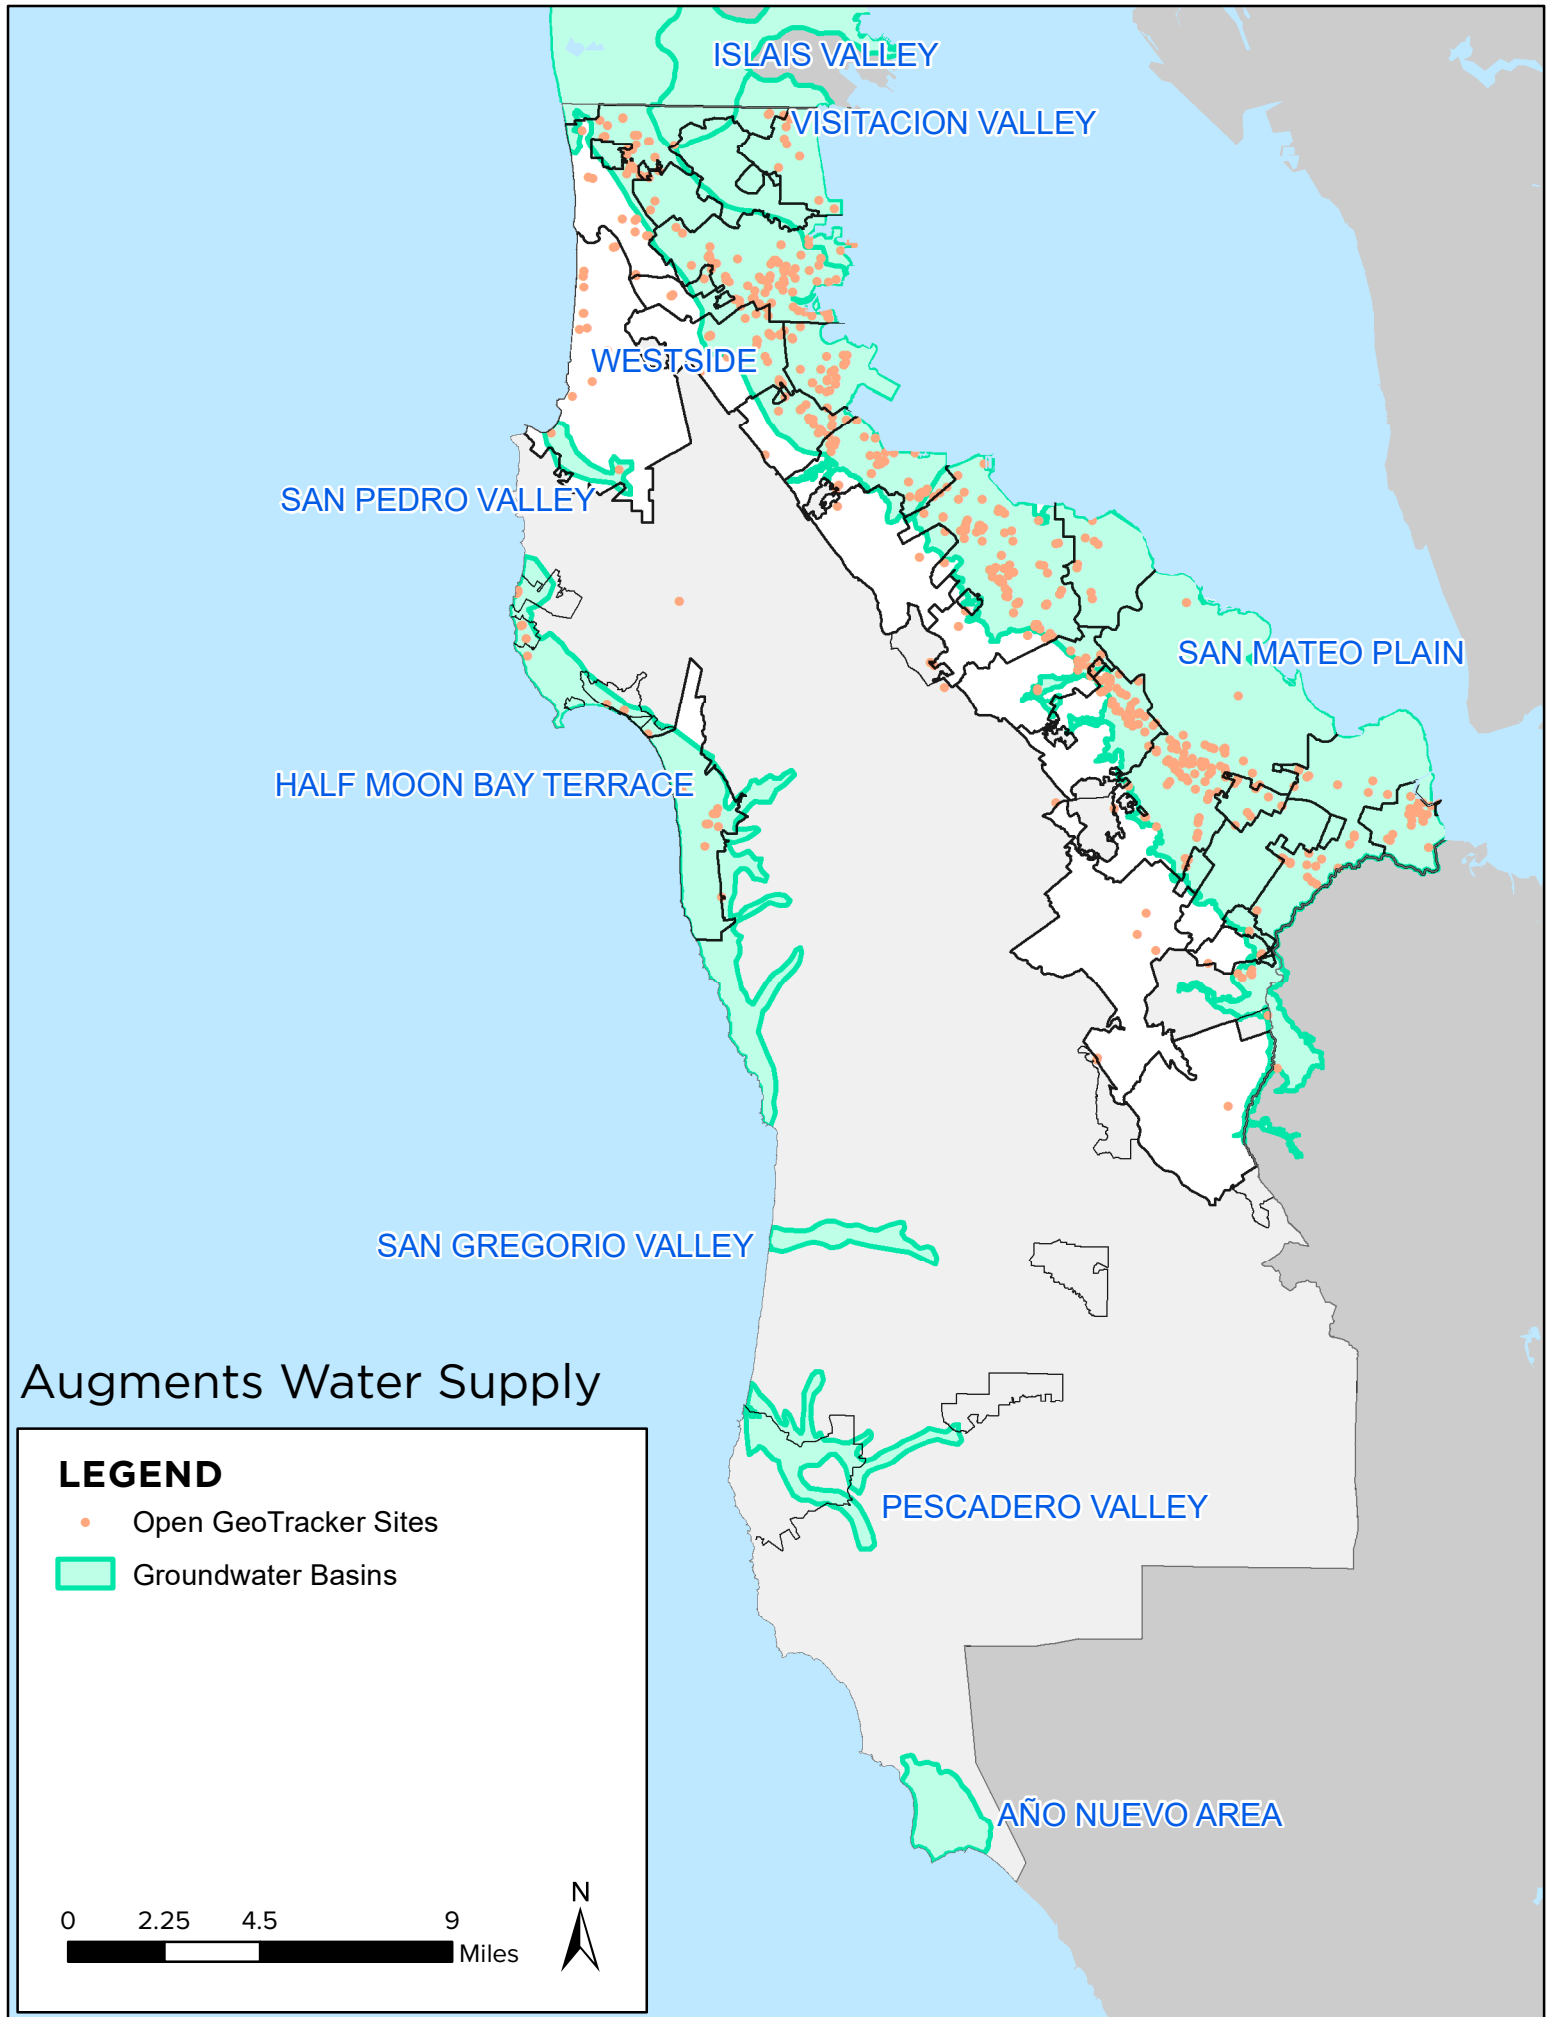 ISLAIS VALLEY
VISITACION VALLEY
WESTSIDE
SAN PEDRO VALLEY
SAN MATEO PLAIN
HALF MOON BAY TERRACE
SAN GREGORIO VALLEY
PESCADERO VALLEY
AÑO NUEVO AREA
Augments Water Supply
LEGEND
Open GeoTracker Sites
Groundwater Basins
N
0 2.25 4.5 9
Miles